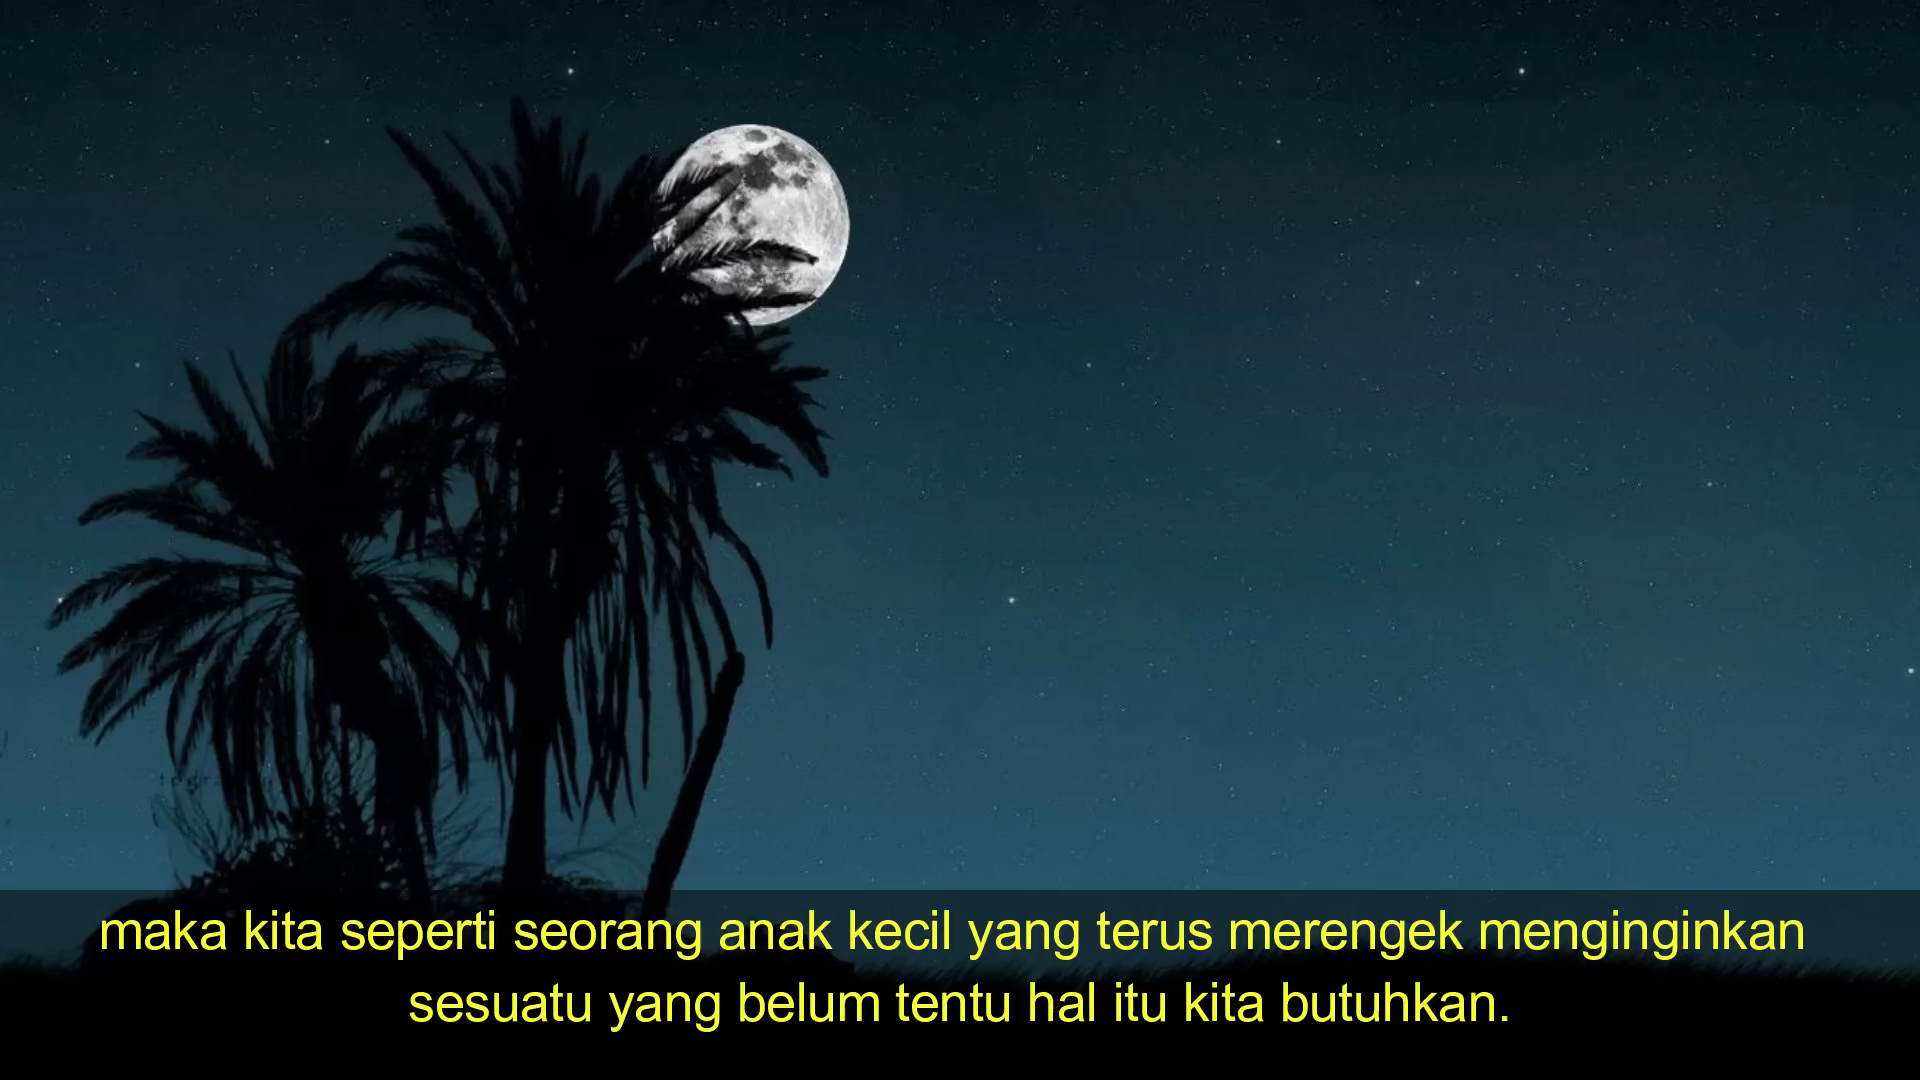 maka kita seperti seorang anak kecil yang terus merengek menginginkan
sesuatu yang belum tentu hal itu kita butuhkan.